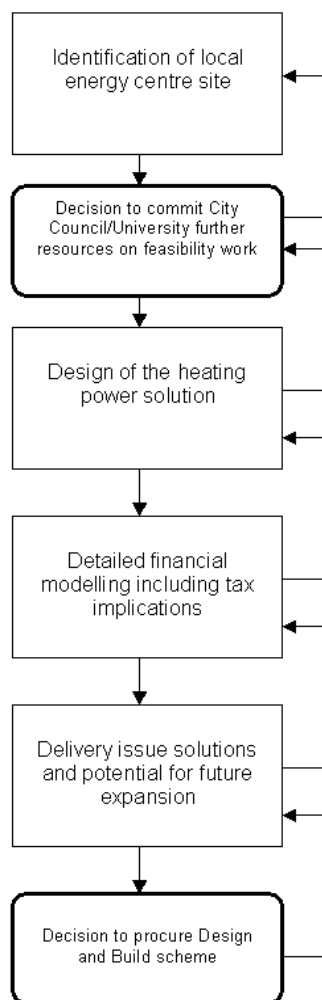 Identification of local
energy centre site
Decision to commit City
Council/University further
resources on feasibility work
Design of the heating
power solution
Detailed financial
modelling including tax
implications
Delivery issue solutions
and potential for future
expansion
Decision to procure Design
and Build scheme